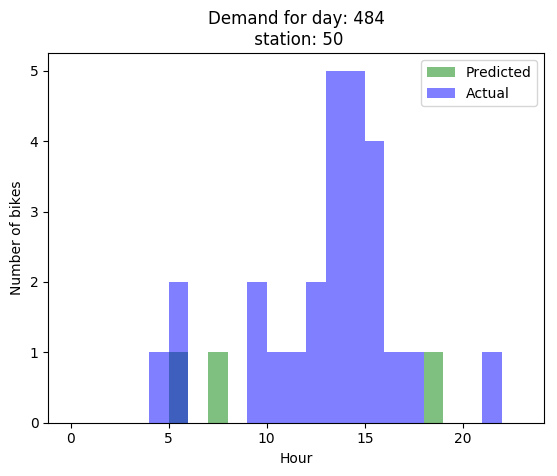 Demand for day: 484
station: 50
Predicted
Actual
Number of bikes
5
4
3
2
1
0
0
5
10
15
20
Hour